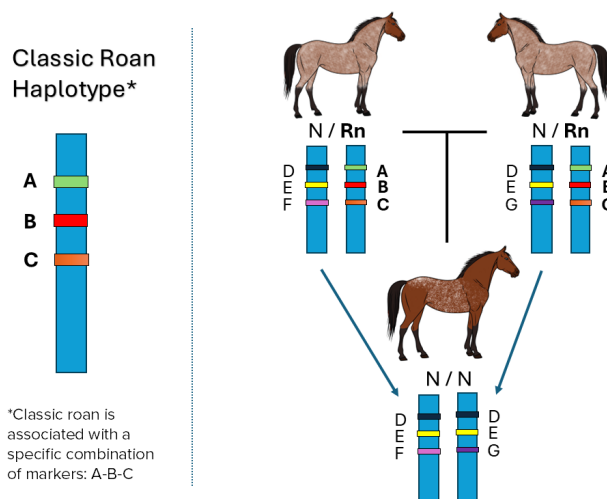 Classic Roan
Haplotype*
A
B
C
*Classic roan is
associated with a
specific combination
of markers: A-B-C
N / Rn
D
E
F
A
B
C
N / Rn
D
E
G
N / N
D
E
F
D
E
G